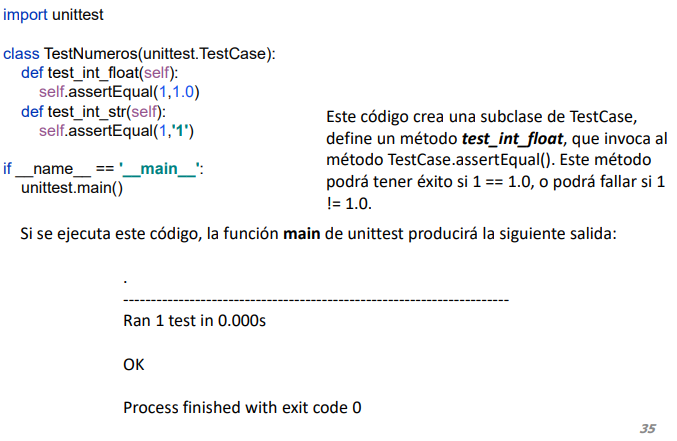 import unittest
class TestNumeros(unittest.TestCase):
def test_int_float(self):
self.assertEqual(1,1.0)
def test_int_str(self):
self.assertEqual(1,'1')
if __name__ == '__main__':
unittest.main()
Este código crea una subclase de TestCase,
define un método test_int_float, que invoca al
método TestCase.assertEqual(). Este método
podrá tener éxito si 1 == 1.0, o podrá fallar si 1
!= 1.0.
Si se ejecuta este código, la función main de unittest producirá la siguiente salida:
.
----------------------------------------------------------------------
Ran 1 test in 0.000s
OK
Process finished with exit code 0
35